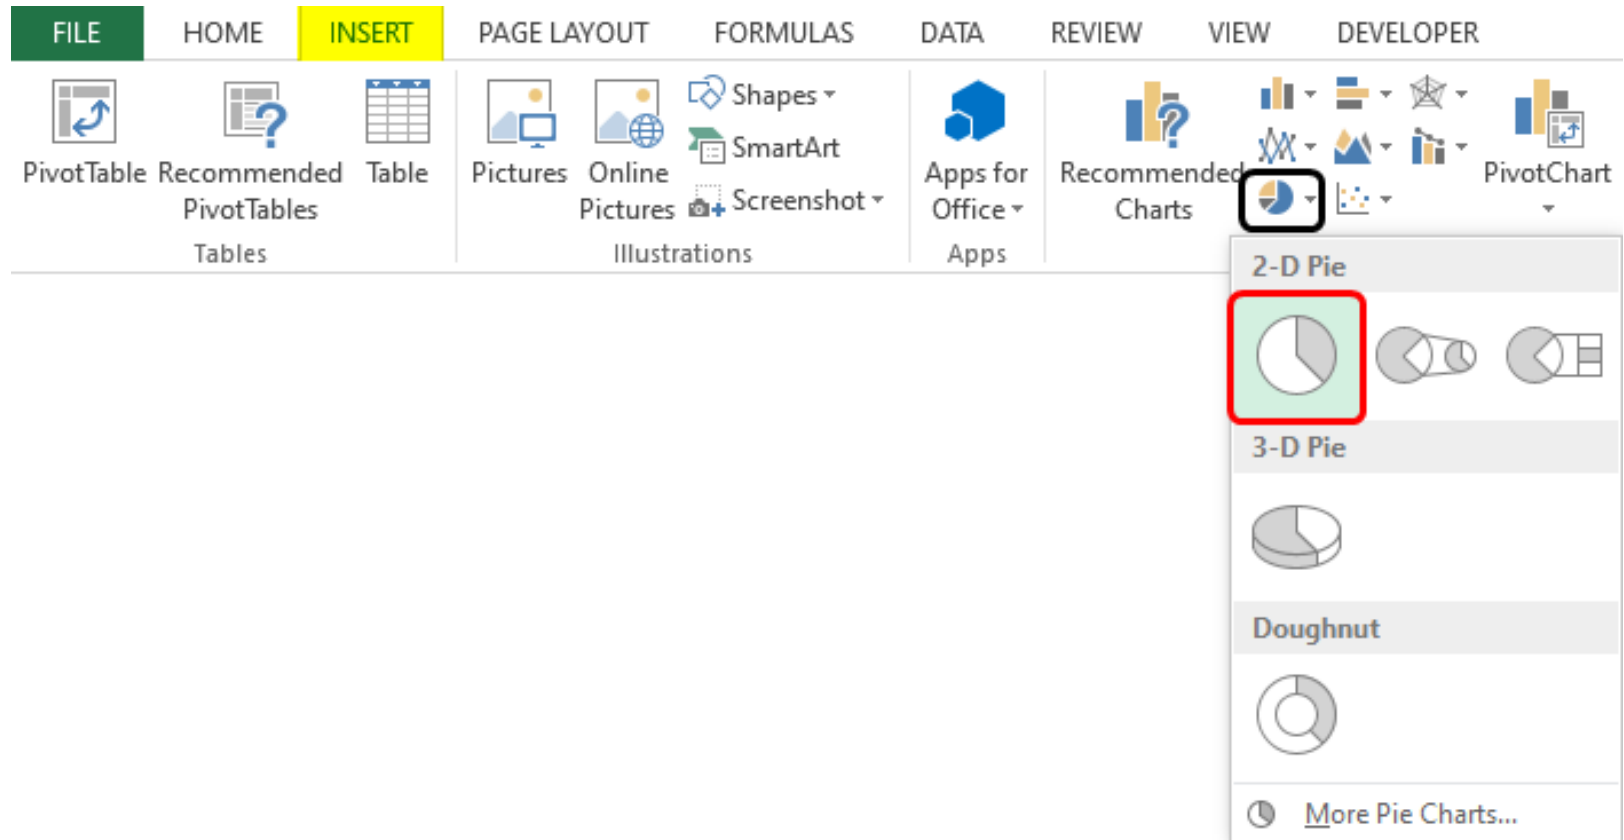 FILE HOME INSERT PAGE LAYOUT FORMULAS DATA REVIEW VIEW DEVELOPER
PivotTable
Recommended
PivotTables
Table
Tables
Pictures
Online
Pictures
Shapes
SmartArt
Screenshot
Illustrations
Apps for
Office
Apps
Recommended
Charts
PivotChart
2-D Pie
3-D Pie
Doughnut
More Pie Charts...